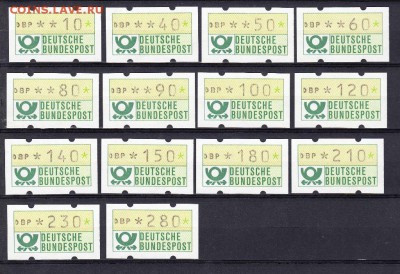 COINS.ЛАVE.RU
DBP **10*
DEUTSCHE
BUNDESPOST
DBP **40*
DEUTSCHE
BUNDESPOST
DBP **50*
DEUTSCHE
BUNDESPOST
DBP **60*
DEUTSCHE
BUNDESPOST
DBP **80*
DEUTSCHE
BUNDESPOST
DBP **90*
DEUTSCHE
BUNDESPOST
DBP *100*
DEUTSCHE
BUNDESPOST
DBP *120*
DEUTSCHE
BUNDESPOST
DBP *140*
DEUTSCHE
BUNDESPOST
DBP *150*
DEUTSCHE
BUNDESPOST
DBP *180*
DEUTSCHE
BUNDESPOST
DBP *210*
DEUTSCHE
BUNDESPOST
DBP *230*
DEUTSCHE
BUNDESPOST
DBP *280*
DEUTSCHE
BUNDESPOST